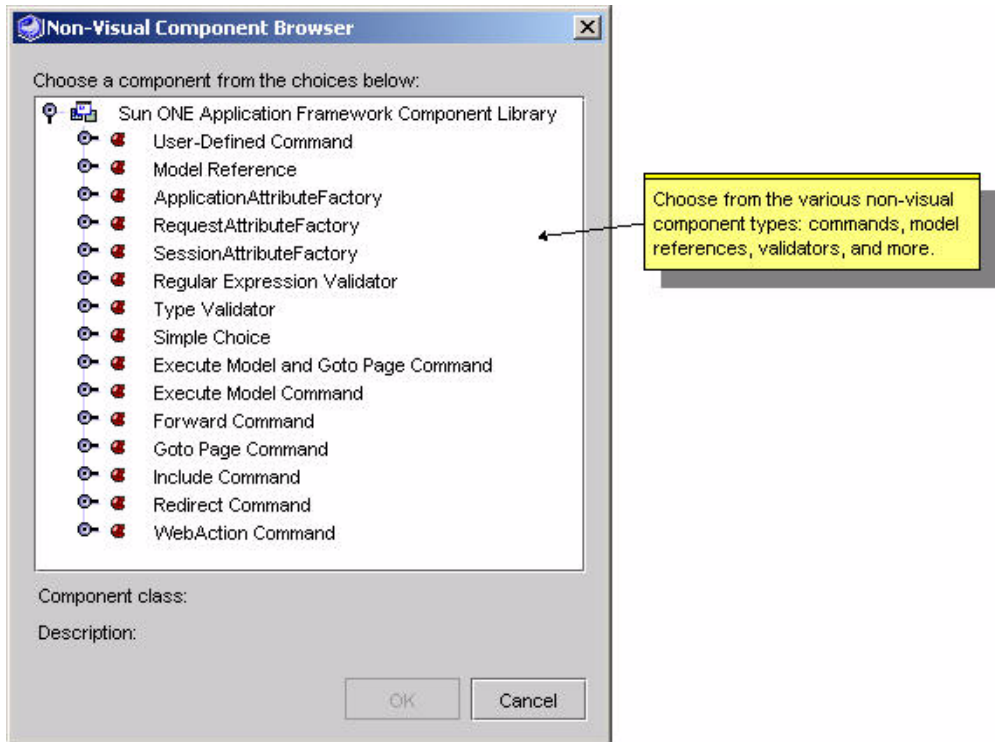 Non-Visual Component Browser
Choose a component from the choices below:
Sun ONE Application Framework Component Library
User-Defined Command
Model Reference
ApplicationAttributeFactory
RequestAttributeFactory
SessionAttributeFactory
Regular Expression Validator
Type Validator
Simple Choice
Execute Model and Goto Page Command
Execute Model Command
Forward Command
Goto Page Command
Include Command
Redirect Command
WebAction Command
Component class:
Description:
OK
Cancel
Choose from the various non-visual
component types: commands, model
references, validators, and more.